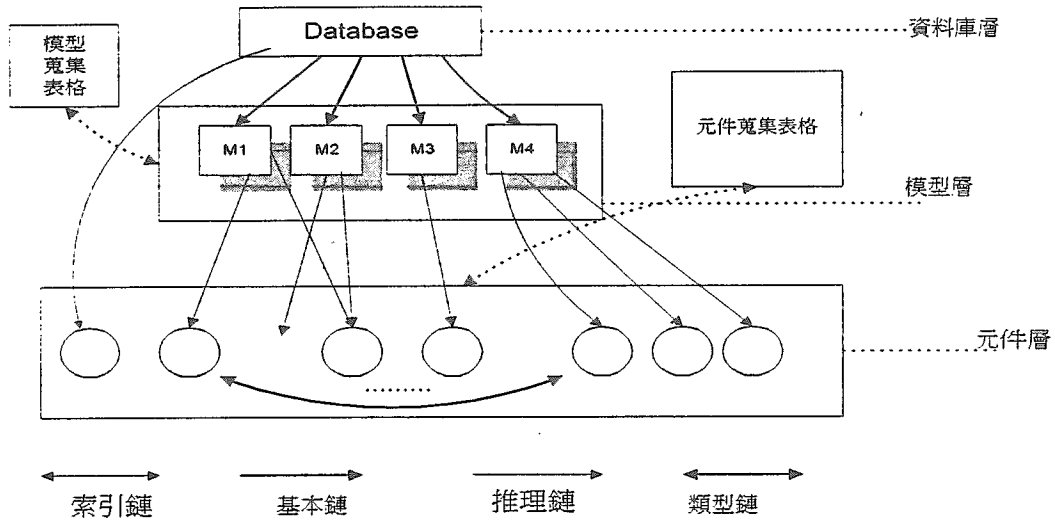 Database
資料庫層
模型
蒐集
表格
元件蒐集表格
M1
M2
M3
M4
模型層
元件層
........
索引鏈
基本鏈
推理鏈
類型鏈